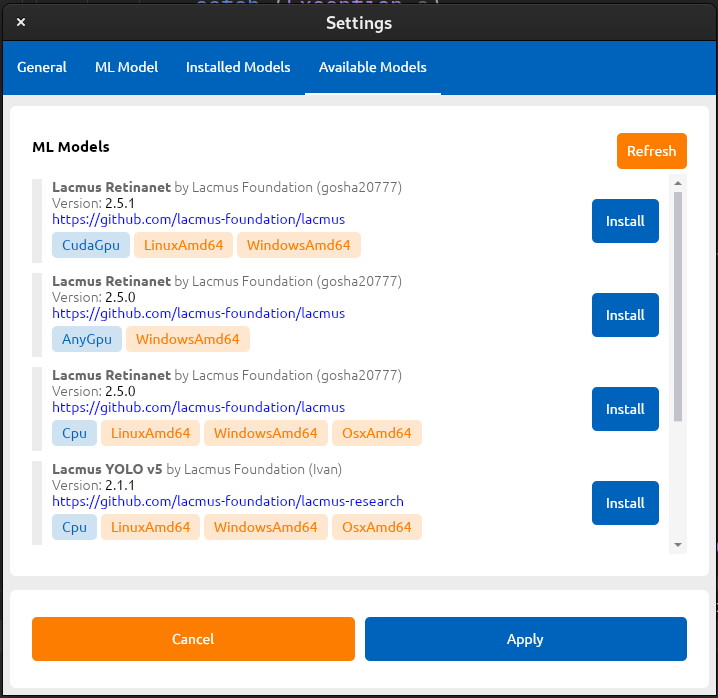 Settings
General ML Model Installed Models Available Models
ML Models
Refresh
Lacmus Retinanet by Lacmus Foundation (gosha20777)
Version: 2.5.1
https://github.com/lacmus-foundation/lacmus
CudaGpu LinuxAmd64 WindowsAmd64
Install
Lacmus Retinanet by Lacmus Foundation (gosha20777)
Version: 2.5.0
https://github.com/lacmus-foundation/lacmus
AnyGpu WindowsAmd64
Install
Lacmus Retinanet by Lacmus Foundation (gosha20777)
Version: 2.5.0
https://github.com/lacmus-foundation/lacmus
Cpu LinuxAmd64 WindowsAmd64 OsxAmd64
Install
Lacmus YOLO v5 by Lacmus Foundation (Ivan)
Version: 2.1.1
https://github.com/lacmus-foundation/lacmus-research
Cpu LinuxAmd64 WindowsAmd64 OsxAmd64
Install
Cancel Apply